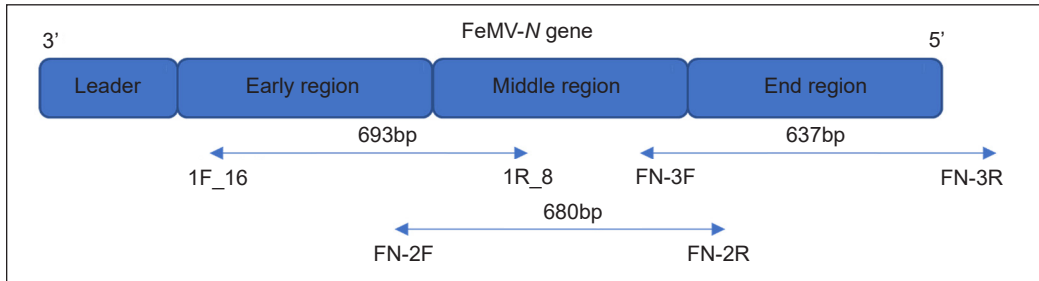 FeMV-N gene
3’ 5’
Leader Early region Middle region End region
693bp 637bp
1F_16 1R_8 FN-3F FN-3R
680bp
FN-2F FN-2R